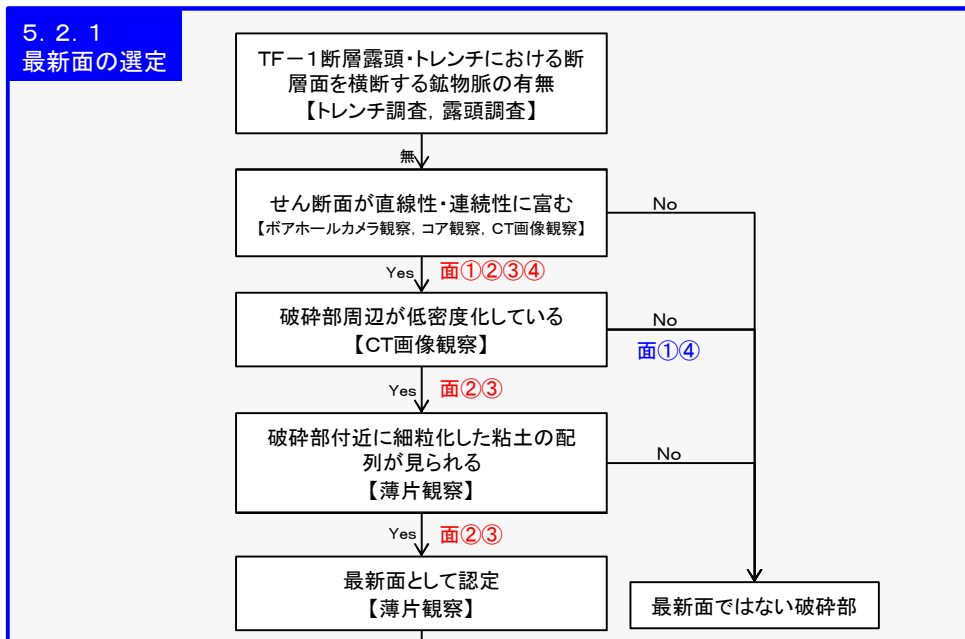 5．2．1
最新面の選定
TF－1断層露頭・トレンチにおける断
層面を横断する鉱物脈の有無
【トレンチ調査，露頭調査】
無
せん断面が直線性・連続性に富む
【ボアホールカメラ観察，コア観察，CT画像観察】
No
Yes 面①②③④
破砕部周辺が低密度化している
【CT画像観察】
No
面①④
Yes 面②③
破砕部付近に細粒化した粘土の配
列が見られる
【薄片観察】
No
Yes 面②③
最新面として認定
【薄片観察】
最新面ではない破砕部